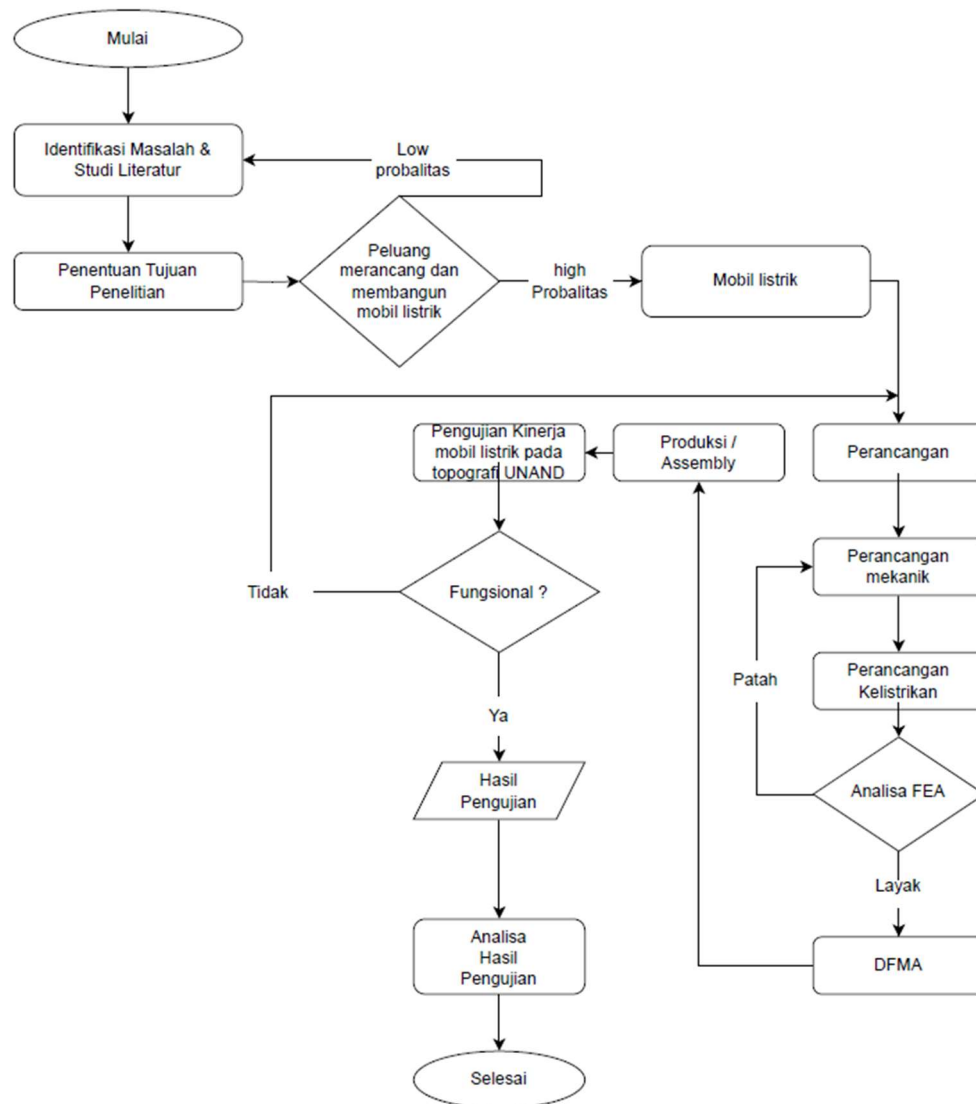 Mulai
Identifikasi Masalah &
Studi Literatur
Low
probalitas
Penentuan Tujuan
Penelitian
Peluang
merancang dan
membangun
mobil listrik
high
Probalitas
Mobil listrik
Perancangan
Perancangan
mekanik
Perancangan
Kelistrikan
Patah
Analisa FEA
Layak
DFMA
Produksi /
Assembly
Pengujian Kinerja
mobil listrik pada
topografi UNAND
Fungsional ?
Tidak
Ya
Hasil
Pengujian
Analisa
Hasil
Pengujian
Selesai